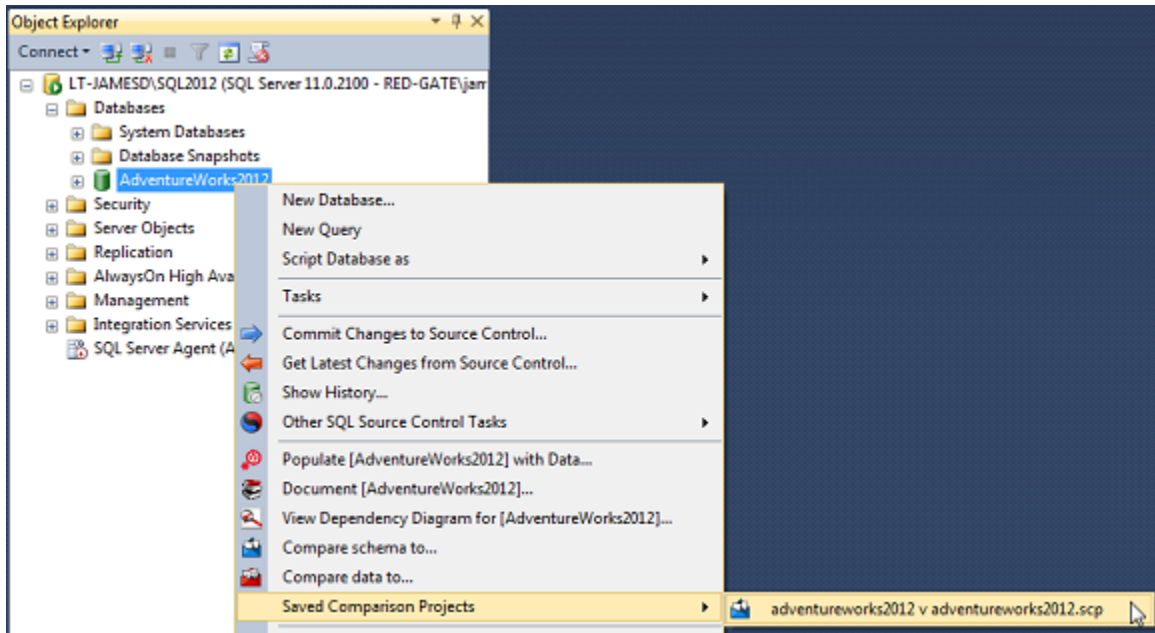 Object Explorer
Connect
LT-JAMESD\SQL2012 (SQL Server 11.0.2100 - RED-GATE\jam
Databases
System Databases
Database Snapshots
AdventureWorks2012
Security
Server Objects
Replication
AlwaysOn High Ava
Management
Integration Services
SQL Server Agent (A
New Database...
New Query
Script Database as
Tasks
Commit Changes to Source Control...
Get Latest Changes from Source Control...
Show History...
Other SQL Source Control Tasks
Populate [AdventureWorks2012] with Data...
Document [AdventureWorks2012]...
View Dependency Diagram for [AdventureWorks2012]...
Compare schema to...
Compare data to...
Saved Comparison Projects
adventureworks2012 v adventureworks2012.scp